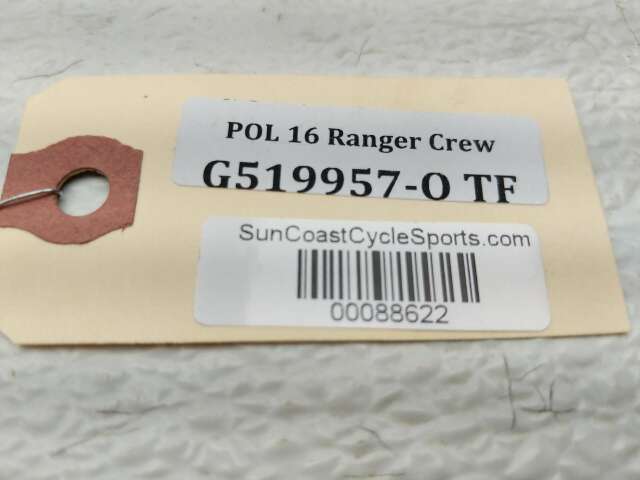 POL 16 Ranger Crew
G519957-O TF
SunCoastCycleSports.com
00088622